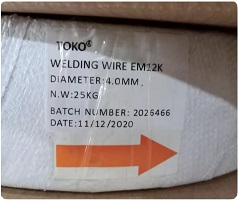 TOKO®
WELDING WIRE EM12K
DIAMETER:4.0MM,
N.W:25KG
BATCH NUMBER: 2026466
DATE:11/12/2020